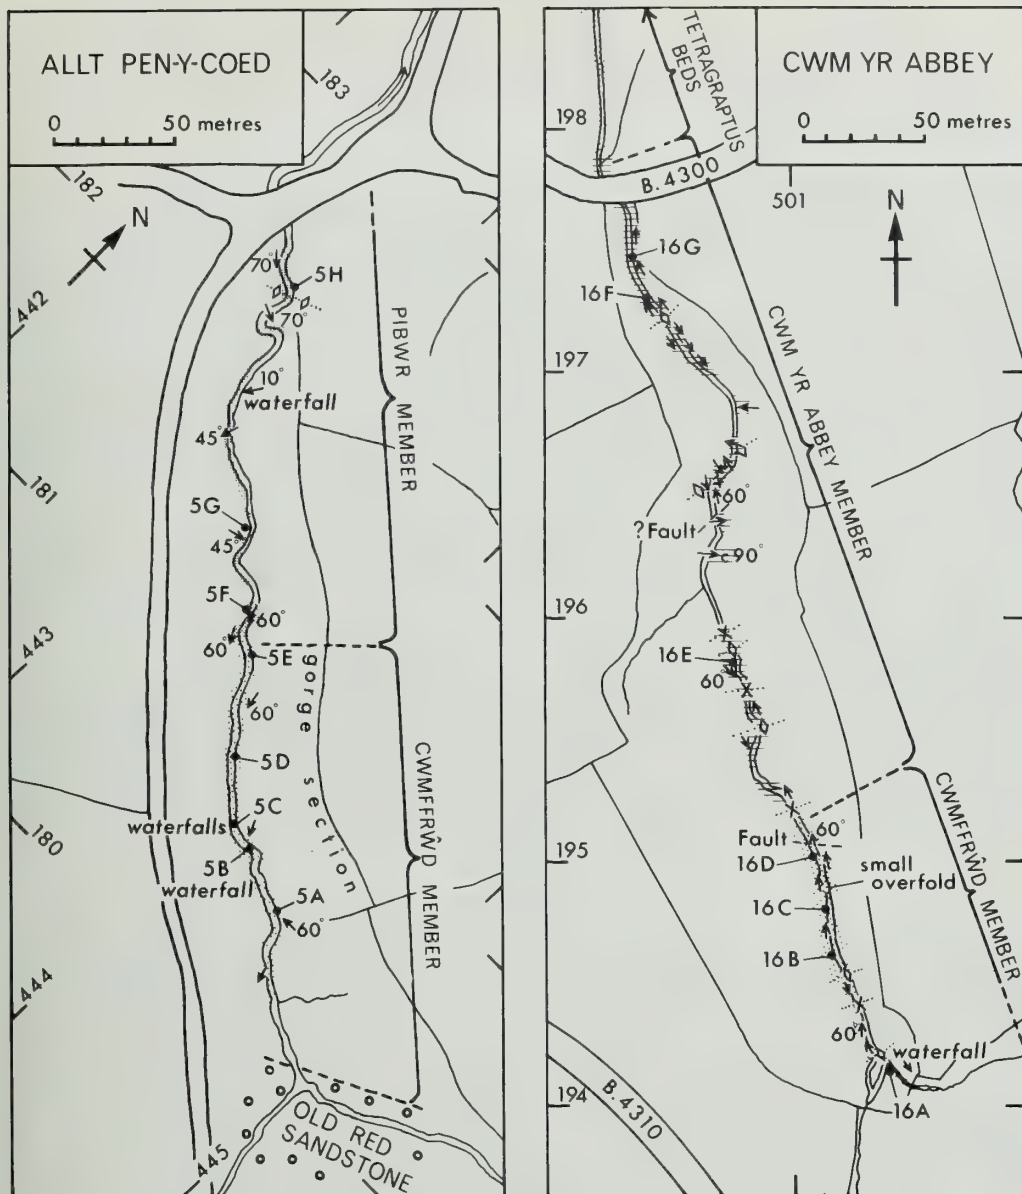 ALLT PEN-Y-COED
0 50 metres
183
182
N
442
70°
5H
70°
PIBWR MEMBER
10°
waterfall
45°
181
5G
45°
5F
60°
60°
443
5E
gorge section
60°
5D
CWMFFRŴD MEMBER
180
5C
waterfalls
5B
waterfall
5A
60°
444
445
OLD RED
SANDSTONE
CWM YR ABBEY
0 50 metres
TETRAGRAPTUS
BEDS
198
B.4300
501
N
16G
16F
CWM YR ABBEY MEMBER
197
60°
?Fault
c90°
196
16E
60°
CWMFFRŴD MEMBER
60°
Fault
195
16D
small
overfold
16C
16B
60°
waterfall
194
16A
B.4310